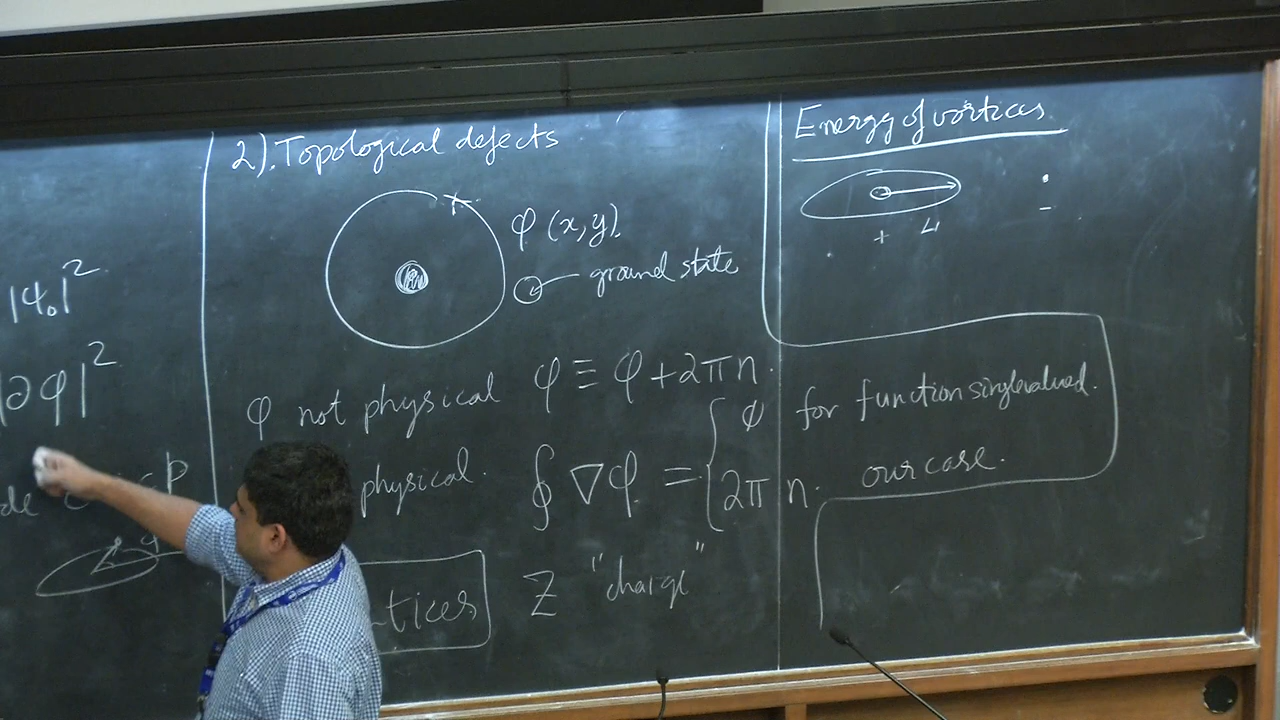 |ψ₀|²
|∂φ|²
2). Topological defects
φ (x,y).
ground state
φ not physical φ ≡ φ + 2πn.
physical. ∮ ∇φ = { 0 for function singlevalued.
2π n. our case.
tices Z "charge"
Energy of vortices
+ L -